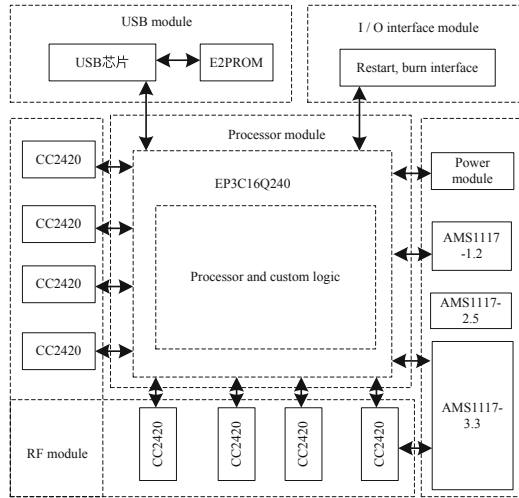 USB module
I / O interface module
USB芯片
E2PROM
Restart, burn interface
Processor module
EP3C16Q240
Processor and custom logic
CC2420
CC2420
CC2420
CC2420
Power
module
AMS1117
-1.2
AMS1117-
2.5
AMS1117-
3.3
RF module
CC2420
CC2420
CC2420
CC2420